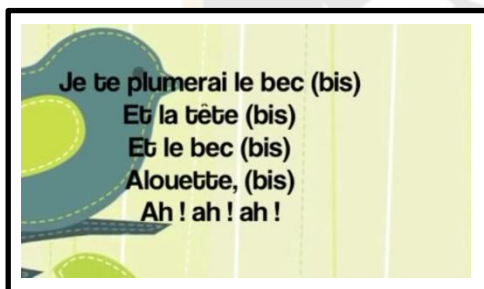 Je te plumerai le bec (bis)
Et la tête (bis)
Et le bec (bis)
Alouette, (bis)
Ah ! ah ! ah !